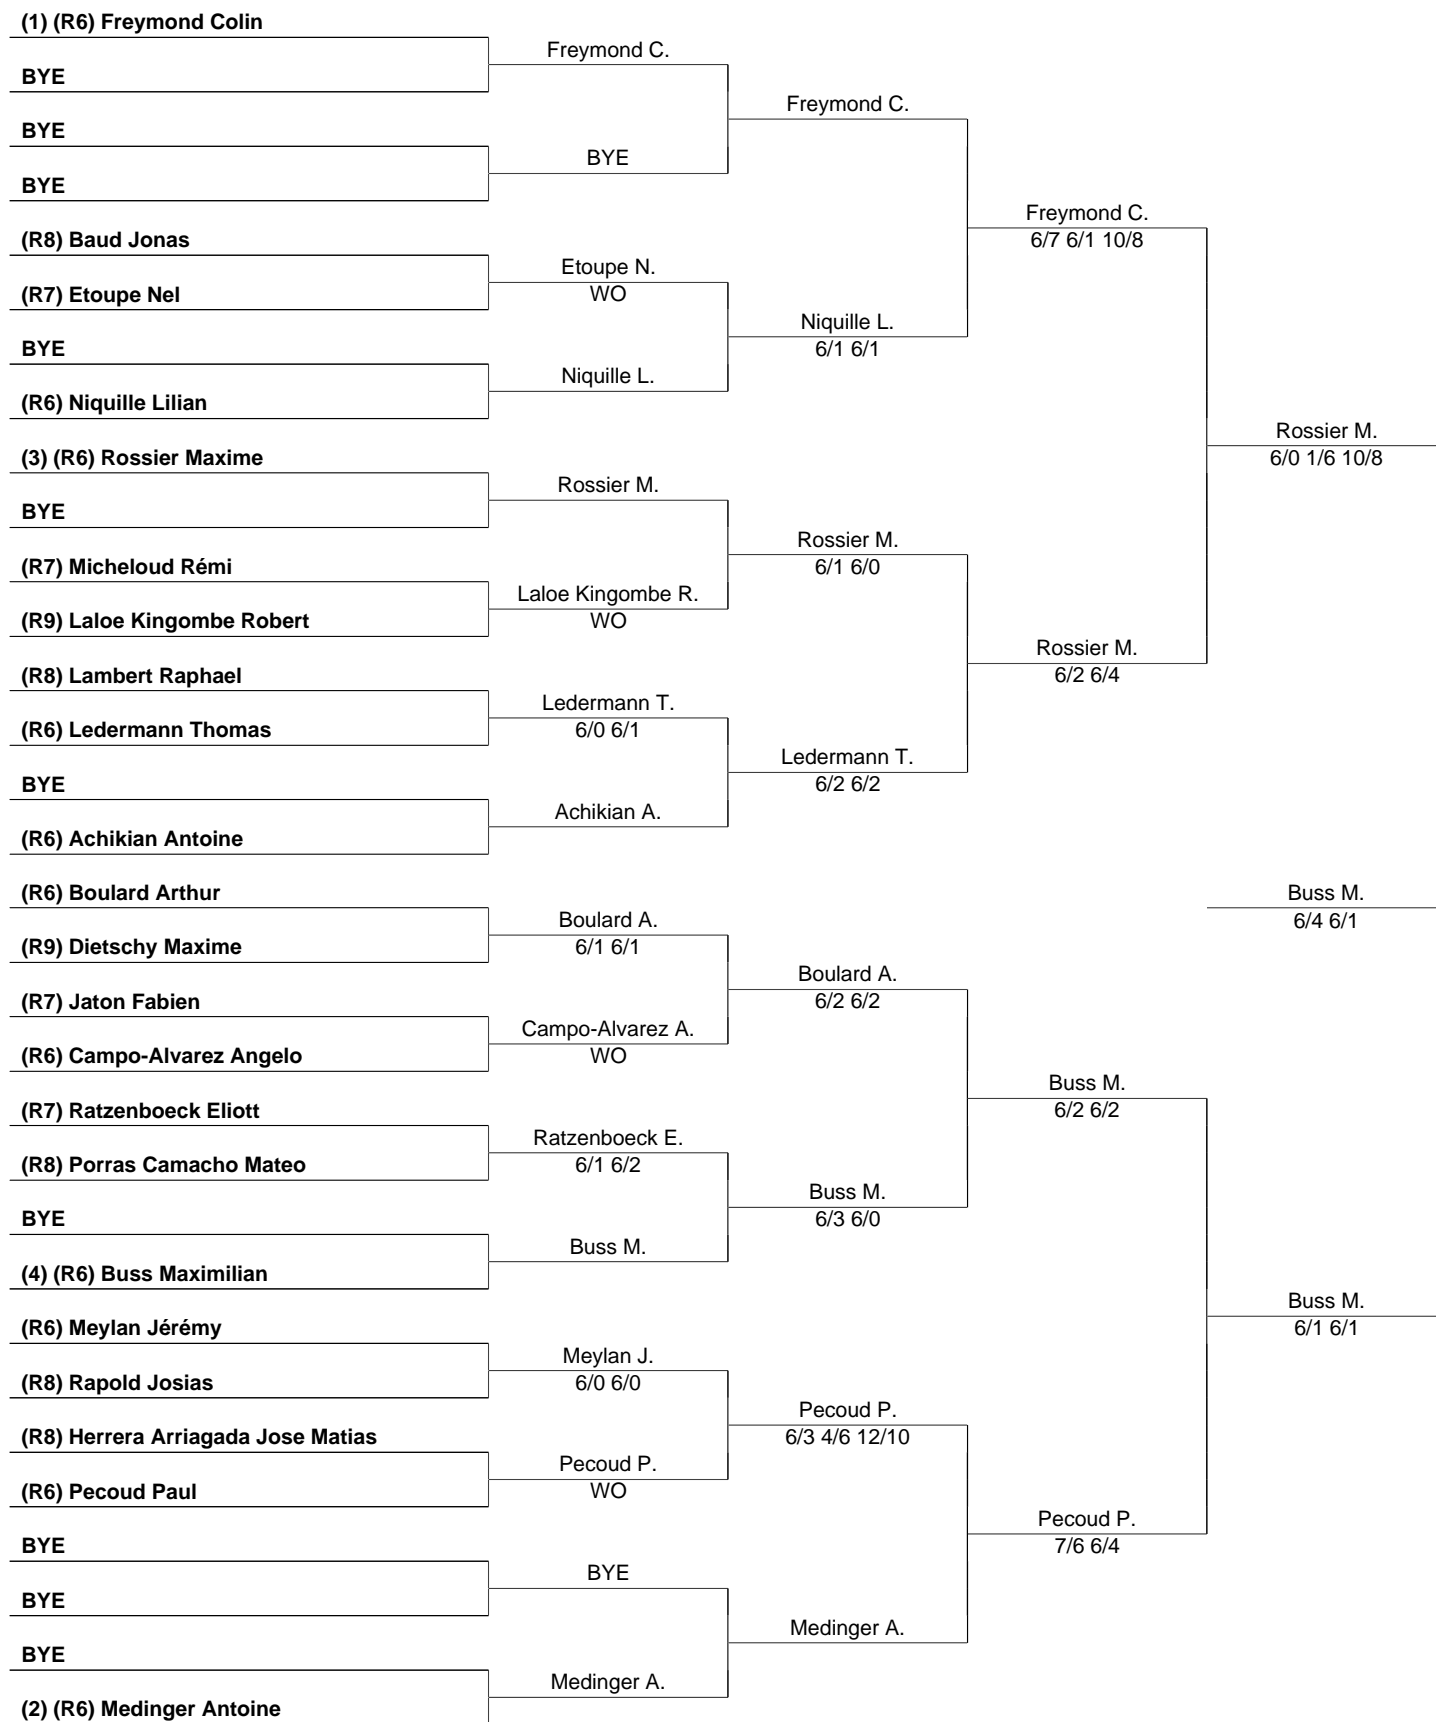 (1) (R6) Freymond Colin
Freymond C.
BYE
Freymond C.
BYE
BYE
BYE
Freymond C.
6/7 6/1 10/8
(R8) Baud Jonas
Etoupe N.
WO
(R7) Etoupe Nel
Niquille L.
6/1 6/1
BYE
Niquille L.
(R6) Niquille Lilian
Rossier M.
6/0 1/6 10/8
(3) (R6) Rossier Maxime
Rossier M.
BYE
Rossier M.
6/1 6/0
(R7) Micheloud Rémi
Laloe Kingombe R.
WO
(R9) Laloe Kingombe Robert
Rossier M.
6/2 6/4
(R8) Lambert Raphael
Ledermann T.
6/0 6/1
(R6) Ledermann Thomas
Ledermann T.
6/2 6/2
BYE
Achikian A.
(R6) Achikian Antoine
(R6) Boulard Arthur
Buss M.
6/4 6/1
Boulard A.
6/1 6/1
(R9) Dietschy Maxime
Boulard A.
6/2 6/2
(R7) Jaton Fabien
Campo-Alvarez A.
WO
(R6) Campo-Alvarez Angelo
Buss M.
6/2 6/2
(R7) Ratzenboeck Eliott
Ratzenboeck E.
6/1 6/2
(R8) Porras Camacho Mateo
Buss M.
6/3 6/0
BYE
Buss M.
(4) (R6) Buss Maximilian
Buss M.
6/1 6/1
(R6) Meylan Jérémy
Meylan J.
6/0 6/0
(R8) Rapold Josias
Pecoud P.
6/3 4/6 12/10
(R8) Herrera Arriagada Jose Matias
Pecoud P.
WO
(R6) Pecoud Paul
Pecoud P.
7/6 6/4
BYE
BYE
BYE
Medinger A.
BYE
Medinger A.
(2) (R6) Medinger Antoine